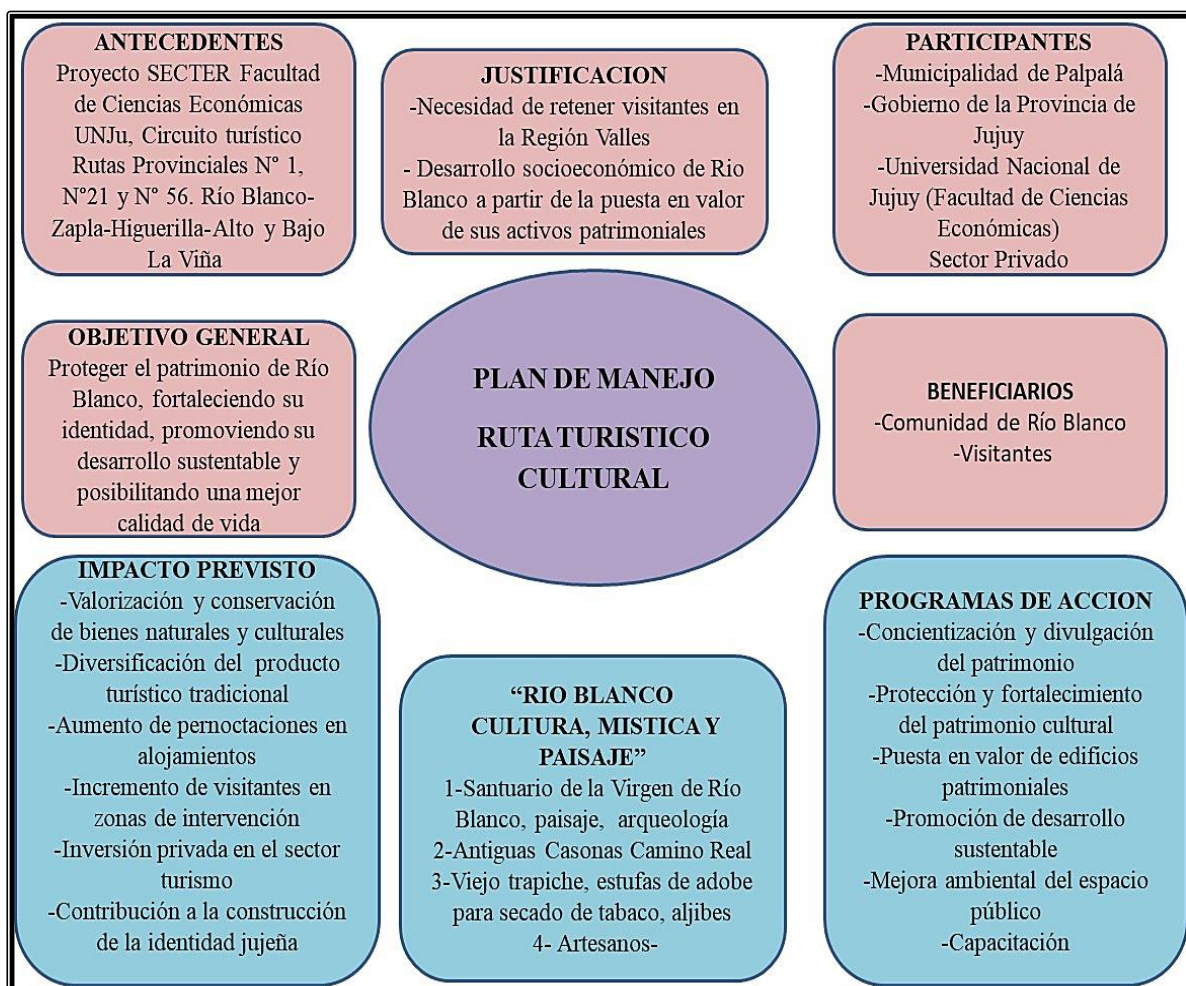 ANTECEDENTES
Proyecto SECTER Facultad
de Ciencias Económicas
UNJu, Circuito turístico
Rutas Provinciales N° 1,
N°21 y N° 56. Río Blanco-
Zapla-Higuerilla-Alto y Bajo
La Viña
JUSTIFICACION
-Necesidad de retener visitantes en
la Región Valles
- Desarrollo socioeconómico de Rio
Blanco a partir de la puesta en valor
de sus activos patrimoniales
PARTICIPANTES
-Municipalidad de Palpalá
-Gobierno de la Provincia de
Jujuy
-Universidad Nacional de
Jujuy (Facultad de Ciencias
Económicas)
Sector Privado
OBJETIVO GENERAL
Proteger el patrimonio de Río
Blanco, fortaleciendo su
identidad, promoviendo su
desarrollo sustentable y
posibilitando una mejor
calidad de vida
PLAN DE MANEJO
RUTA TURISTICO
CULTURAL
BENEFICIARIOS
-Comunidad de Río Blanco
-Visitantes
IMPACTO PREVISTO
-Valorización y conservación
de bienes naturales y culturales
-Diversificación del producto
turístico tradicional
-Aumento de pernoctaciones en
alojamientos
-Incremento de visitantes en
zonas de intervención
-Inversión privada en el sector
turismo
-Contribución a la construcción
de la identidad jujeña
“RIO BLANCO
CULTURA, MISTICA Y
PAISAJE”
1-Santuario de la Virgen de Río
Blanco, paisaje, arqueología
2-Antiguas Casonas Camino Real
3-Viejo trapiche, estufas de adobe
para secado de tabaco, aljibes
4- Artesanos-
PROGRAMAS DE ACCION
-Concientización y divulgación
del patrimonio
-Protección y fortalecimiento
del patrimonio cultural
-Puesta en valor de edificios
patrimoniales
-Promoción de desarrollo
sustentable
-Mejora ambiental del espacio
público
-Capacitación